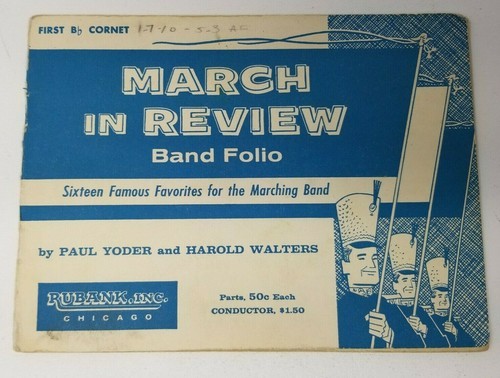 FIRST B♭ CORNET
MARCH
IN REVIEW
Band Folio
Sixteen Famous Favorites for the Marching Band
by PAUL YODER and HAROLD WALTERS
RUBANK, INC.
CHICAGO
Parts, 50c Each
CONDUCTOR, $1.50